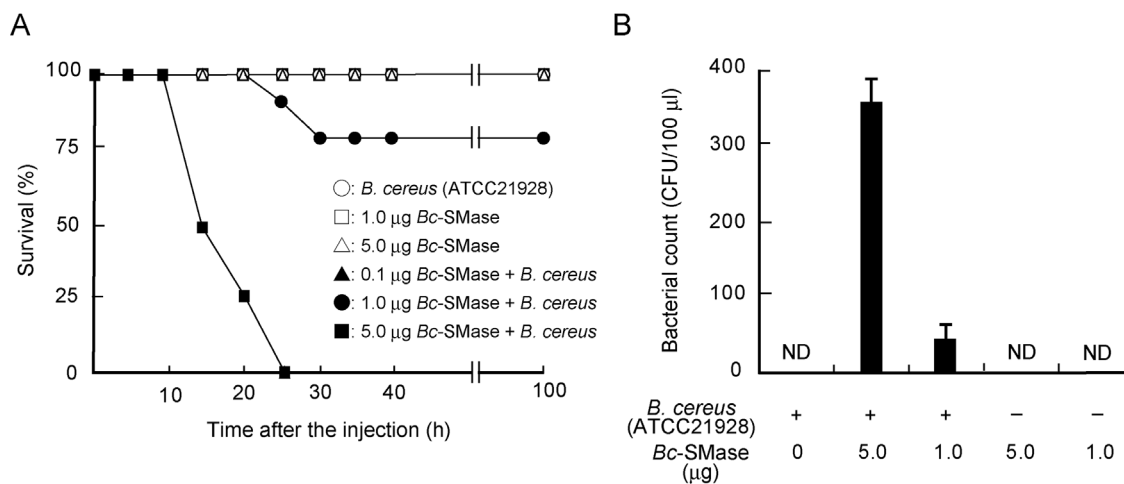 A
Survival (%)
100
75
50
25
0
10
20
30
40
100
Time after the injection (h)
○: B. cereus (ATCC21928)
□: 1.0 µg Bc-SMase
△: 5.0 µg Bc-SMase
▲: 0.1 µg Bc-SMase + B. cereus
●: 1.0 µg Bc-SMase + B. cereus
■: 5.0 µg Bc-SMase + B. cereus
B
Bacterial count (CFU/100 µl)
400
300
200
100
0
ND
ND
ND
B. cereus
(ATCC21928)
+ + + – –
Bc-SMase
(µg)
0 5.0 1.0 5.0 1.0